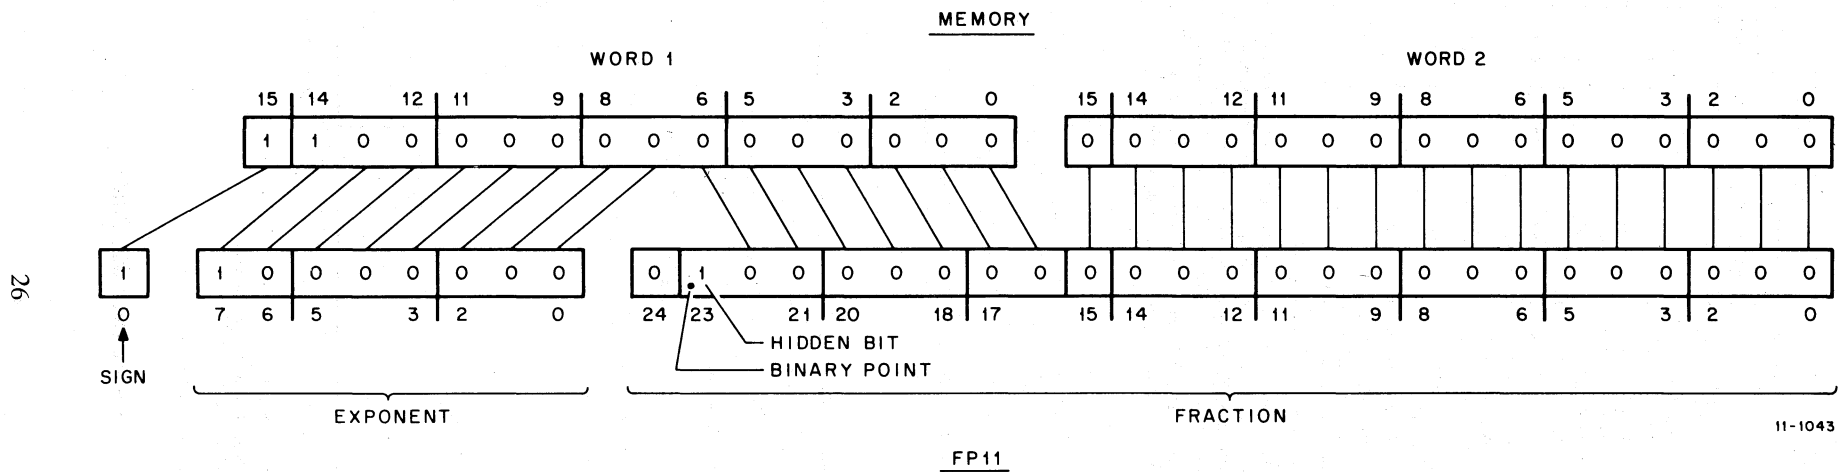 MEMORY
WORD 1 WORD 2
15 14 12 11 9 8 6 5 3 2 0 15 14 12 11 9 8 6 5 3 2 0
1 1 0 0 0 0 0 0 0 0 0 0 0 0 0 0 0 0 0 0 0 0 0 0 0 0 0 0 0 0 0 0
1 1 0 0 0 0 0 0 0 0 1 0 0 0 0 0 0 0 0 0 0 0 0 0 0 0 0 0 0 0 0 0 0 0
0 7 6 5 3 2 0 24 23 21 20 18 17 15 14 12 11 9 8 6 5 3 2 0
HIDDEN BIT
BINARY POINT
SIGN
EXPONENT FRACTION
11-1043
FP11
26